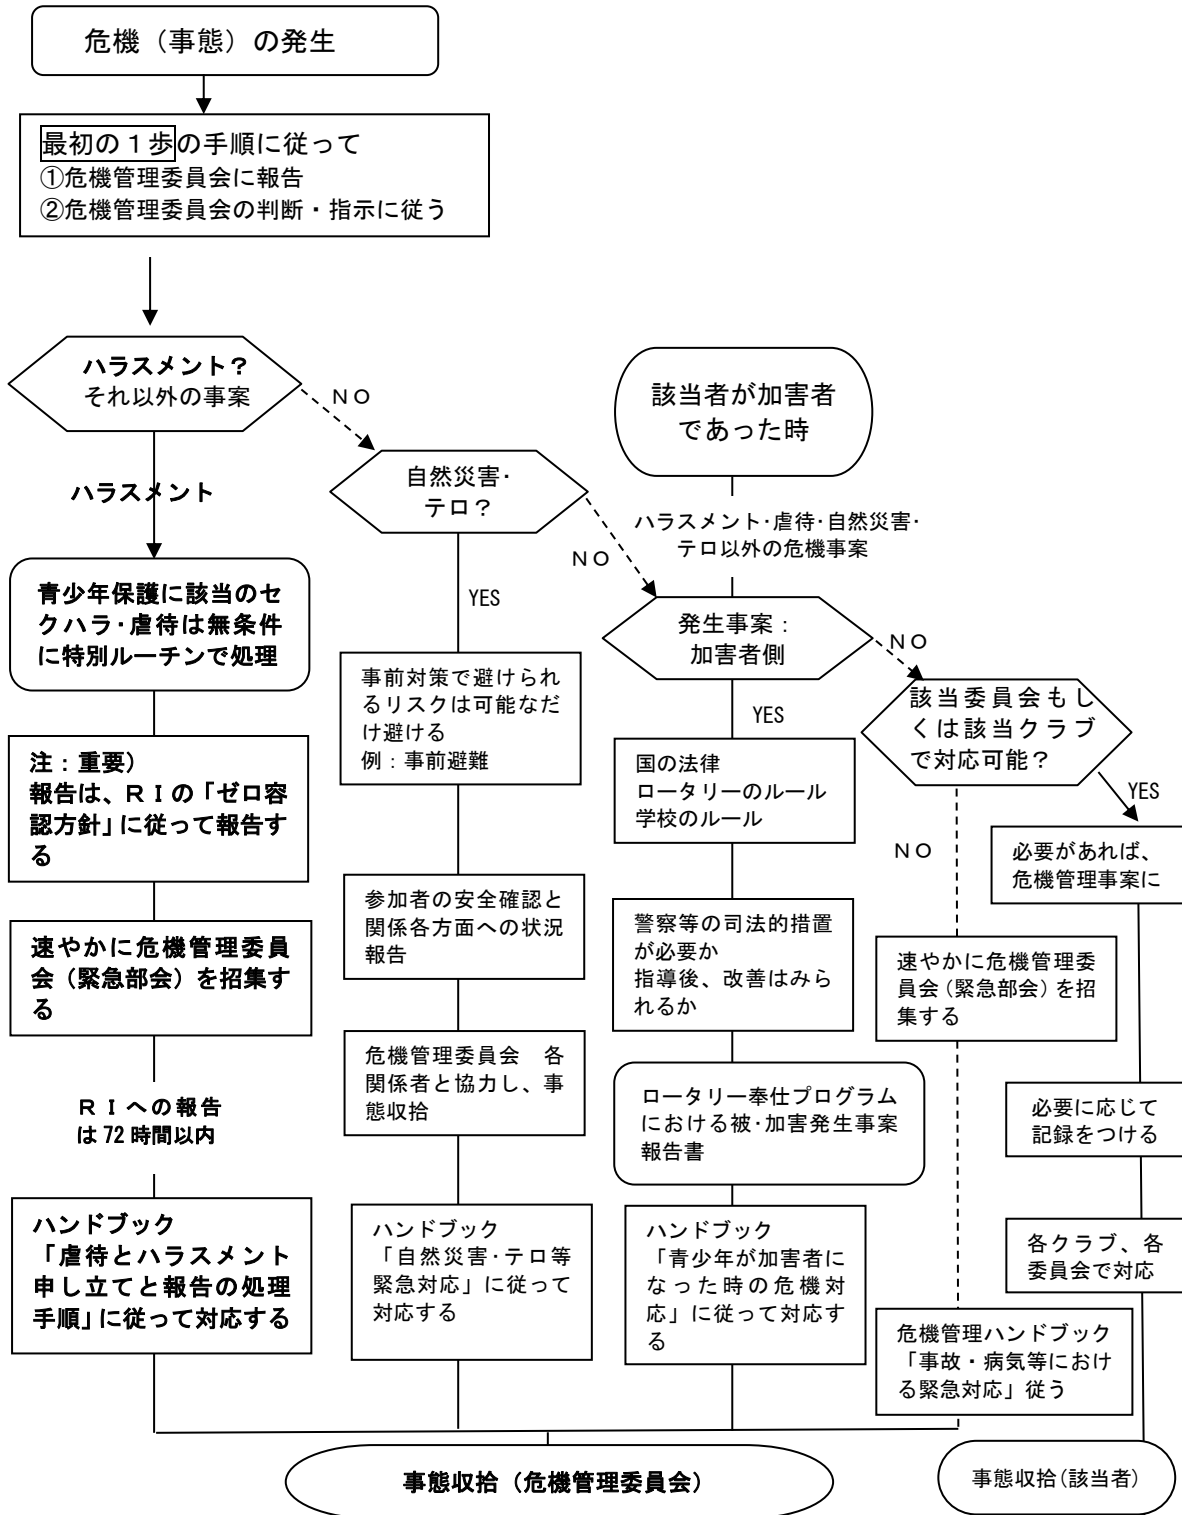 危機（事態）の発生
最初の１歩の手順に従って
①危機管理委員会に報告
②危機管理委員会の判断・指示に従う
ハラスメント？
それ以外の事案
ＮＯ
ハラスメント
青少年保護に該当のセ
クハラ・虐待は無条件
に特別ルーチンで処理
注：重要）
報告は、ＲＩの「ゼロ容
認方針」に従って報告す
る
速やかに危機管理委員
会（緊急部会）を招集す
る
ＲＩへの報告
は 72 時間以内
ハンドブック
「虐待とハラスメント
申し立てと報告の処理
手順」に従って対応する
自然災害・
テロ？
ＮＯ
YES
事前対策で避けられ
るリスクは可能なだ
け避ける
例：事前避難
参加者の安全確認と
関係各方面への状況
報告
危機管理委員会　各
関係者と協力し、事
態収拾
ハンドブック
「自然災害・テロ等
緊急対応」に従って
対応する
該当者が加害者
であった時
ハラスメント・虐待・自然災害・
テロ以外の危機事案
発生事案：
加害者側
ＮＯ
YES
国の法律
ロータリーのルール
学校のルール
警察等の司法的措置
が必要か
指導後、改善はみら
れるか
ロータリー奉仕プログラム
における被・加害発生事案
報告書
ハンドブック
「青少年が加害者に
なった時の危機対
応」に従って対応す
る
該当委員会もし
くは該当クラブ
で対応可能？
YES
ＮＯ
速やかに危機管理委
員会（緊急部会）を招
集する
危機管理ハンドブック
「事故・病気等におけ
る緊急対応」従う
必要があれば、
危機管理事案に
必要に応じて
記録をつける
各クラブ、各
委員会で対応
事態収拾（危機管理委員会）
事態収拾（該当者）